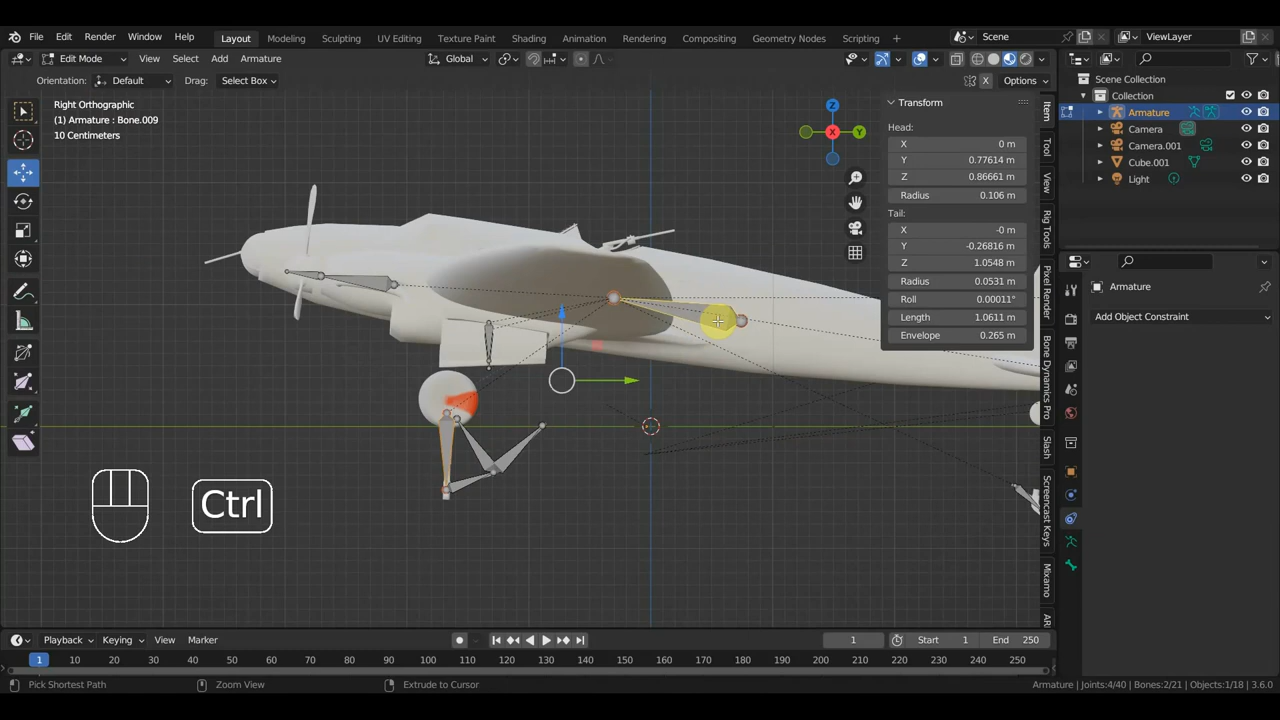 File Edit Render Window Help Layout Modeling Sculpting UV Editing Texture Paint Shading Animation Rendering Compositing Geometry Nodes Scripting + Scene ViewLayer
Edit Mode View Select Add Armature Global
Orientation: Default Drag: Select Box X Options
Right Orthographic
(1) Armature : Bone.009
10 Centimeters
Z
Y
X
Transform
Head:
X 0 m
Y 0.77614 m
Z 0.86661 m
Radius 0.106 m
Tail:
X -0 m
Y -0.26816 m
Z 1.0548 m
Radius 0.0531 m
Roll 0.00011°
Length 1.0611 m
Envelope 0.265 m
Item
Tool
View
Rig Tools
Pixel Render
Bone Dynamics Pro
Slash
Screencast Keys
Mixamo
Scene Collection
Collection
Armature
Camera
Camera.001
Cube.001
Light
Armature
Add Object Constraint
Ctrl
Playback Keying View Marker 1 Start 1 End 250
1 10 20 30 40 50 60 70 80 90 100 110 120 130 140 150 160 170 180 190 200 210 220 230 240 250
Pick Shortest Path Zoom View Extrude to Cursor Armature | Joints:4/40 | Bones:2/21 | Objects:1/18 | 3.6.0